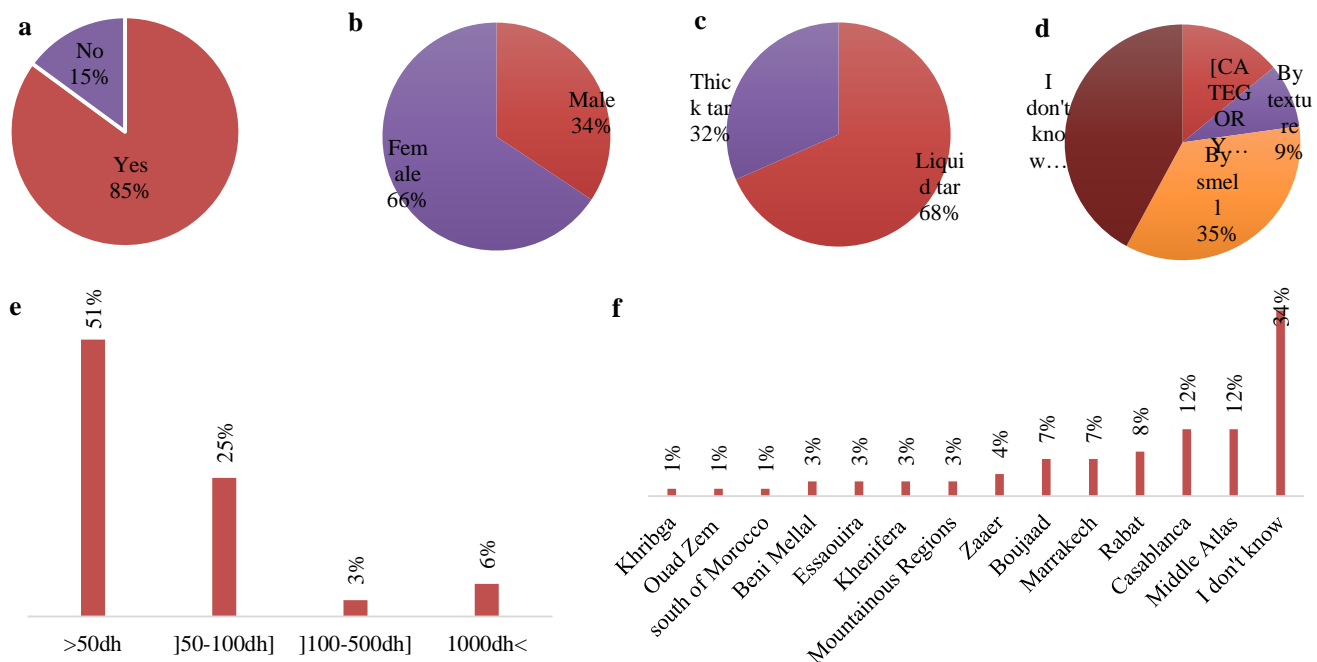 a
No
15%
Yes
85%
b
Male
34%
Fem
ale
66%
c
Thic
k tar
32%
Liqui
d tar
68%
d
I
don't
kno
w…
[CA
TEG
OR
Y…
By
textu
re
9%
By
smel
l
35%
e
51%
25%
3%
6%
>50dh
]50-100dh]
]100-500dh]
1000dh<
f
1%
1%
1%
3%
3%
3%
3%
4%
7%
7%
8%
12%
12%
34%
Khribga
Ouad Zem
south of Morocco
Beni Mellal
Essaouira
Khenifera
Mountainous Regions
Zaaer
Boujaad
Marrakech
Rabat
Casablanca
Middle Atlas
I don't know